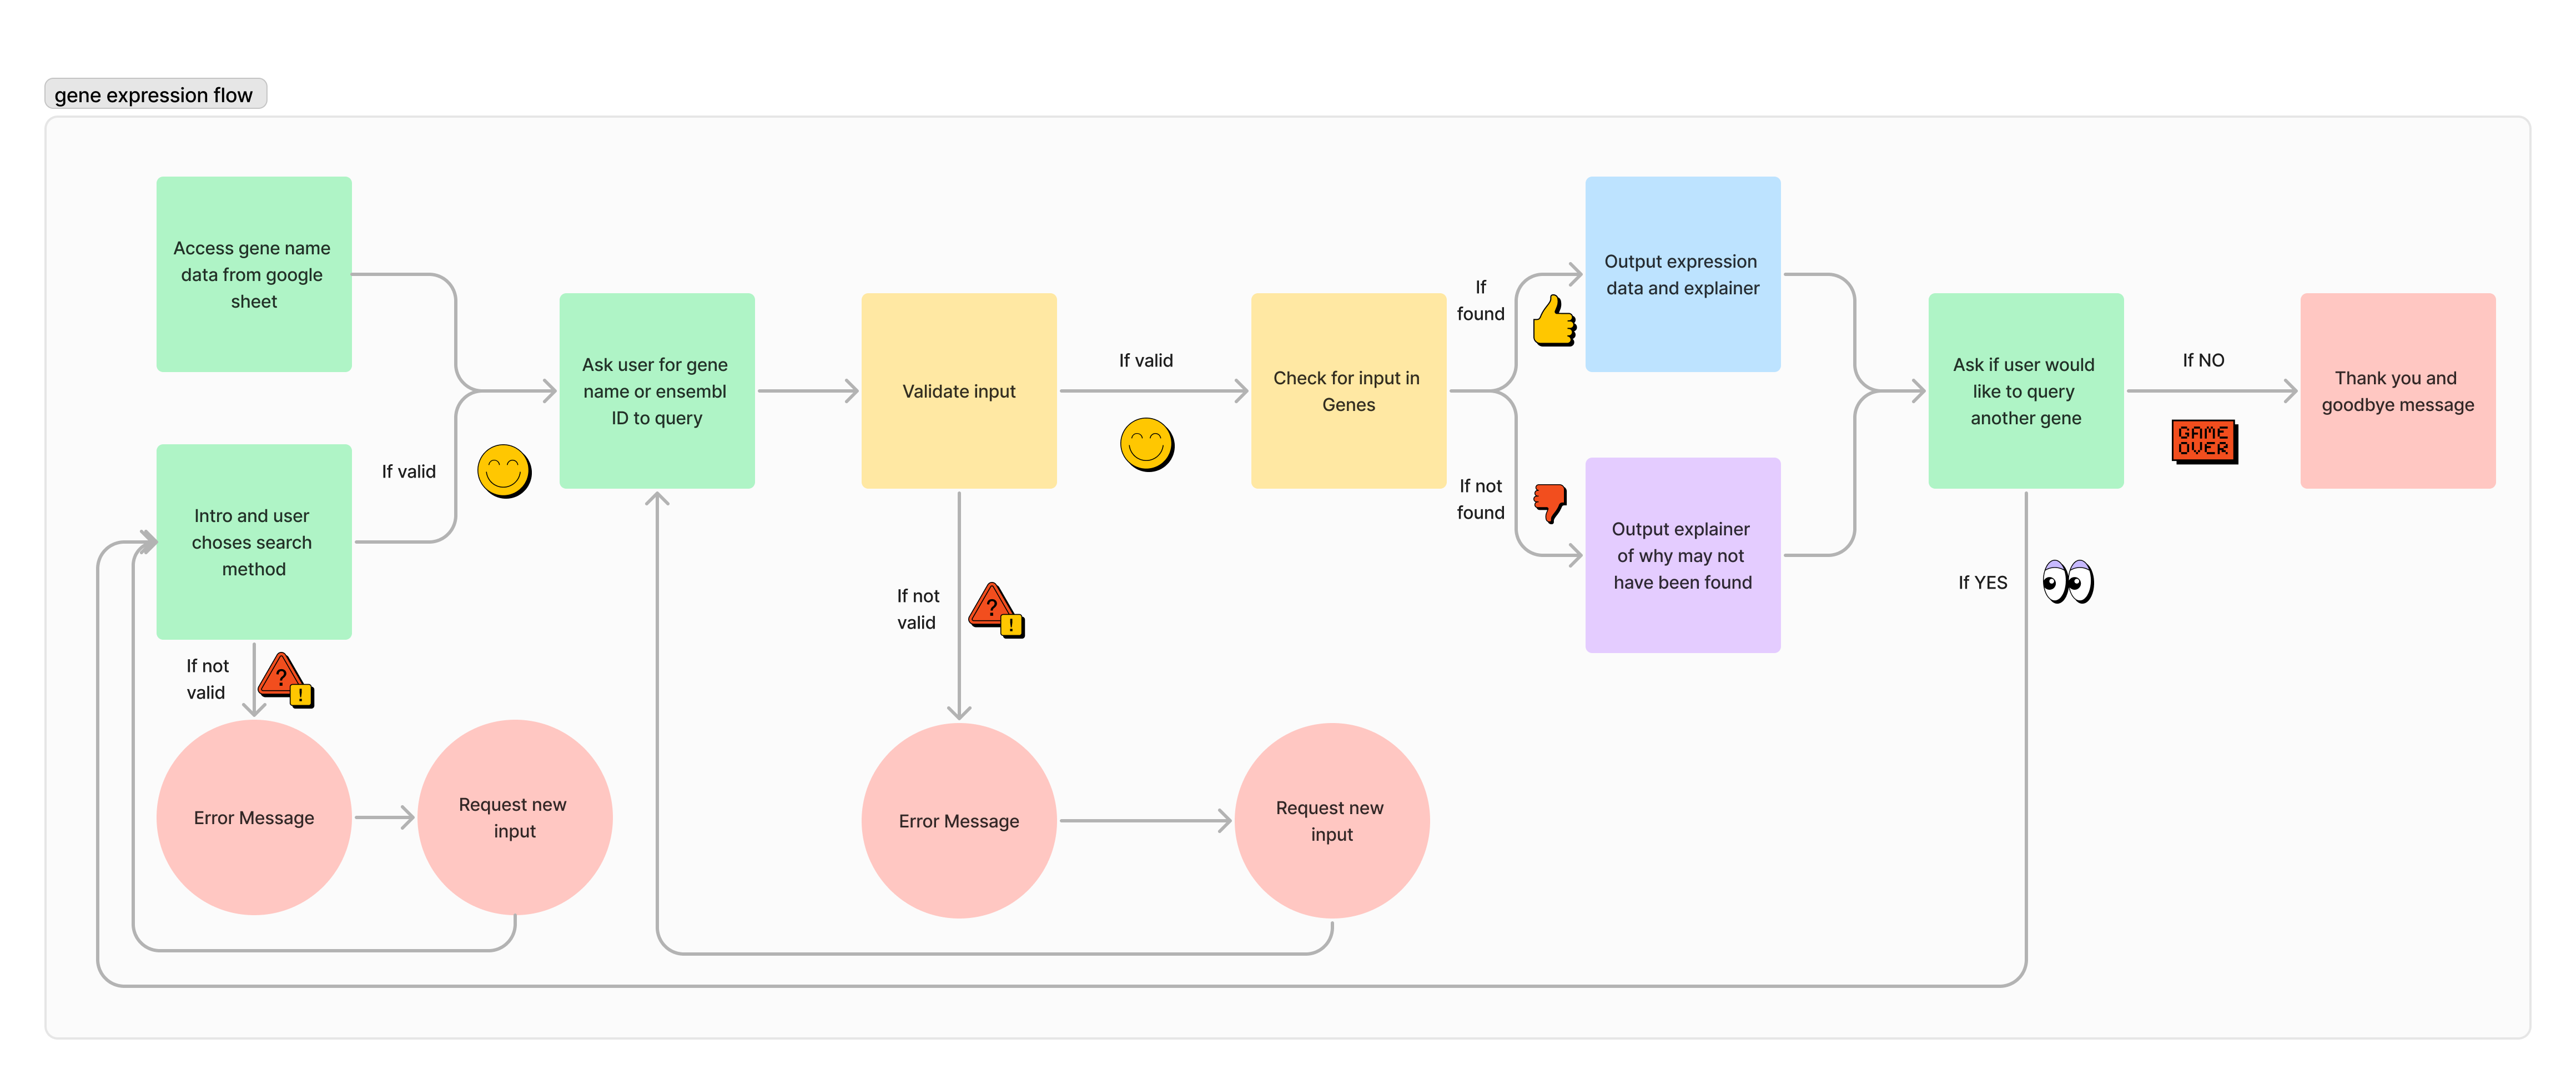 gene expression flow
Access gene name
data from google
sheet
Intro and user
choses search
method
If valid
If not
valid
?
!
Error Message
Request new
input
Ask user for gene
name or ensembl
ID to query
Validate input
If valid
If not
valid
?
!
Error Message
Request new
input
Check for input in
Genes
If
found
If not
found
Output expression
data and explainer
Output explainer
of why may not
have been found
Ask if user would
like to query
another gene
If YES
If NO
GAME
OVER
Thank you and
goodbye message